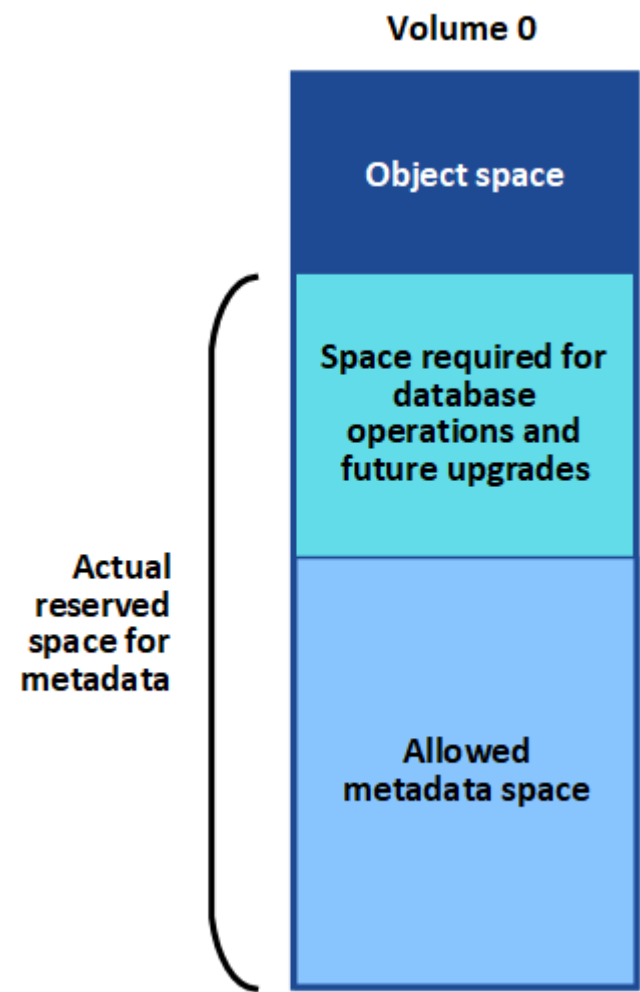 Volume 0
Object space
Space required for
database
operations and
future upgrades
Actual
reserved
space for
metadata
Allowed
metadata space